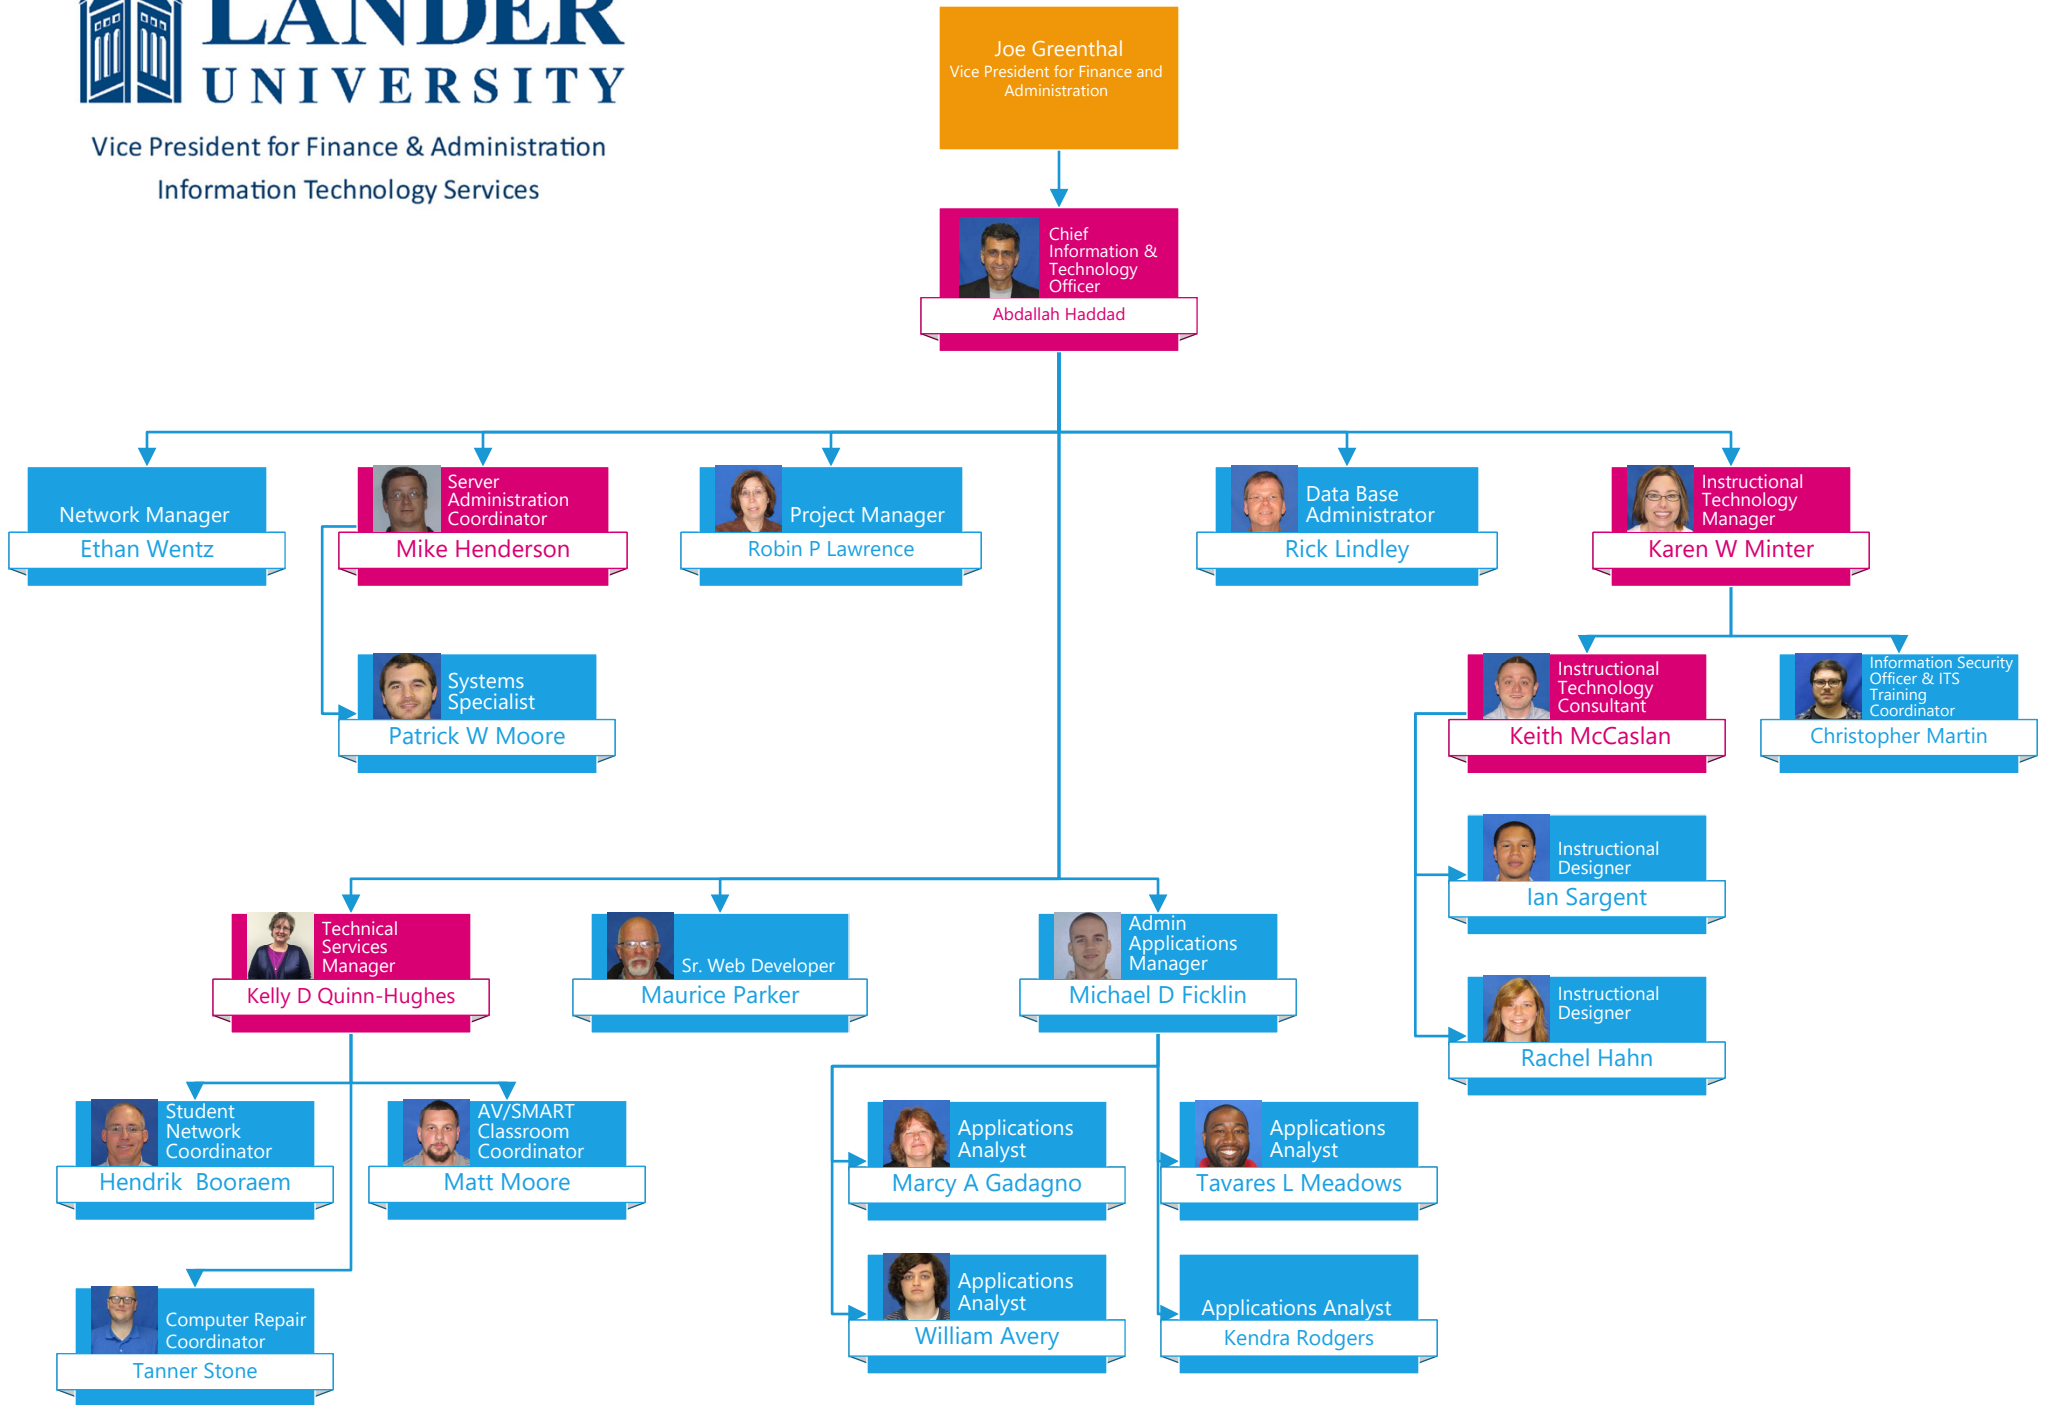 LANDER
UNIVERSITY
Vice President for Finance & Administration
Information Technology Services
Joe Greenthal
Vice President for Finance and
Administration
Chief
Information &
Technology
Officer
Abdallah Haddad
Network Manager
Ethan Wentz
Server
Administration
Coordinator
Mike Henderson
Project Manager
Robin P Lawrence
Data Base
Administrator
Rick Lindley
Instructional
Technology
Manager
Karen W Minter
Systems
Specialist
Patrick W Moore
Instructional
Technology
Consultant
Keith McCaslan
Information Security
Officer & ITS
Training
Coordinator
Christopher Martin
Instructional
Designer
Ian Sargent
Instructional
Designer
Rachel Hahn
Technical
Services
Manager
Kelly D Quinn-Hughes
Sr. Web Developer
Maurice Parker
Admin
Applications
Manager
Michael D Ficklin
Student
Network
Coordinator
Hendrik  Booraem
AV/SMART
Classroom
Coordinator
Matt Moore
Applications
Analyst
Marcy A Gadagno
Applications
Analyst
Tavares L Meadows
Computer Repair
Coordinator
Tanner Stone
Applications
Analyst
William Avery
Applications Analyst
Kendra Rodgers